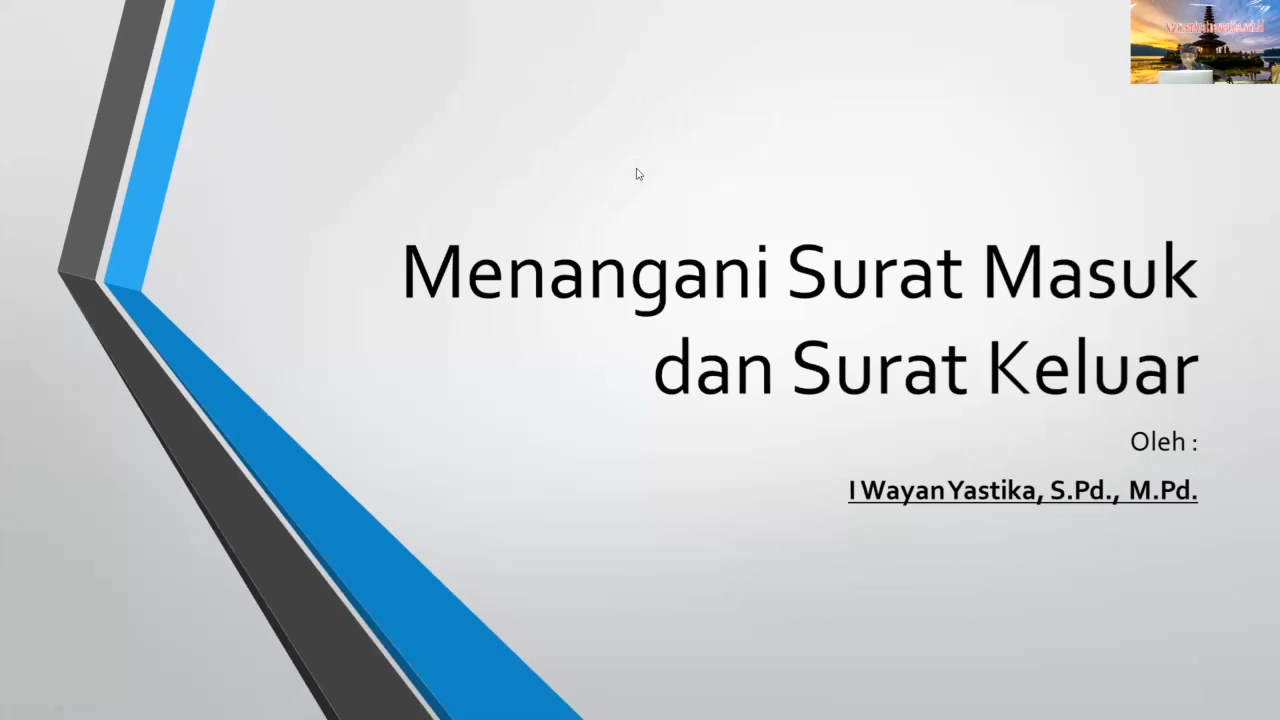 Menangani Surat Masuk
dan Surat Keluar
Oleh :
I Wayan Yastika, S.Pd., M.Pd.